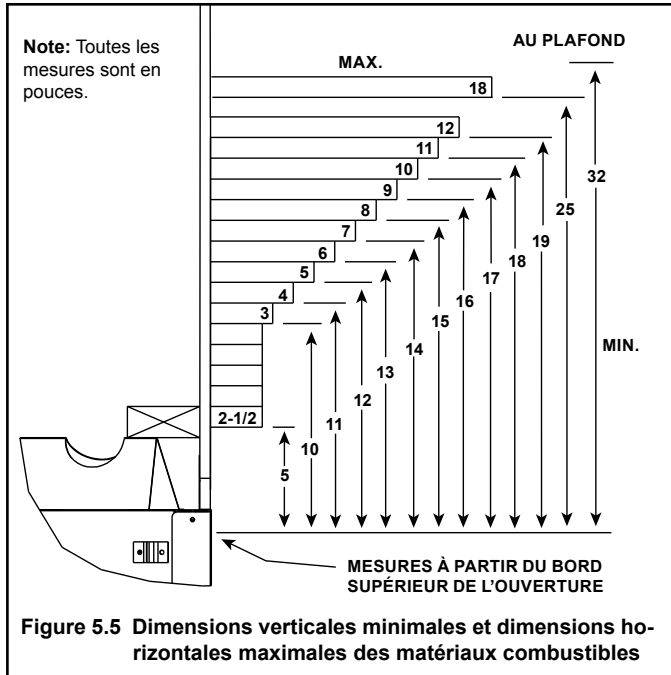 Note: Toutes les
mesures sont en
pouces.
AU PLAFOND
MAX.
18
12
11
10
9
8
7
6
5
4
3
2-1/2
5
10
11
12
13
14
15
16
17
18
19
25
32
MIN.
MESURES À PARTIR DU BORD
SUPÉRIEUR DE L'OUVERTURE
Figure 5.5 Dimensions verticales minimales et dimensions ho-
rizontales maximales des matériaux combustibles